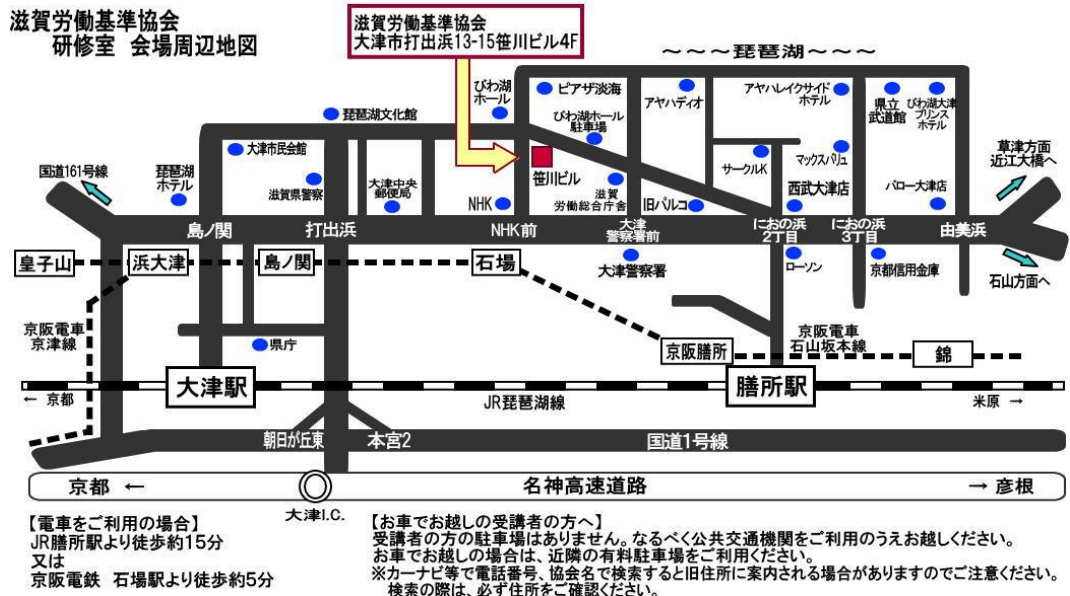 滋賀労働基準協会
研修室 会場周辺地図
滋賀労働基準協会
大津市打出浜13-15笹川ビル4F
～～～琵琶湖～～～
びわ湖
ホール
ピアザ淡海
アヤハディオ
アヤハレイクサイド
ホテル
県立
武道館
びわ湖大津
プリンス
ホテル
琵琶湖文化館
びわ湖ホール
駐車場
国道161号線
琵琶湖
ホテル
大津市民会館
滋賀県警察
大津中央
郵便局
NHK
笹川ビル
滋賀
労働総合庁舎
旧パルコ
サークルK
マックスバリュ
西武大津店
バロー大津店
草津方面
近江大橋へ
島ノ関
打出浜
NHK前
大津
警察署前
におの浜
2丁目
におの浜
3丁目
由美浜
皇子山
浜大津
島ノ関
石場
大津警察署
ローソン
京都信用金庫
石山方面へ
京阪電車
京津線
県庁
京阪膳所
京阪電車
石山坂本線
錦
大津駅
膳所駅
← 京都
JR琵琶湖線
米原 →
朝日が丘東
本宮2
国道1号線
京都 ←
名神高速道路
→ 彦根
大津I.C.
【電車をご利用の場合】
JR膳所駅より徒歩約15分
又は
京阪電鉄 石場駅より徒歩約5分
【お車でお越しの受講者の方へ】
受講者の方の駐車場はありません。なるべく公共交通機関をご利用のうえお越しください。
お車でお越しの場合は、近隣の有料駐車場をご利用ください。
※カーナビ等で電話番号、協会名で検索すると旧住所に案内される場合がありますのでご注意ください。
検索の際は、必ず住所をご確認ください。